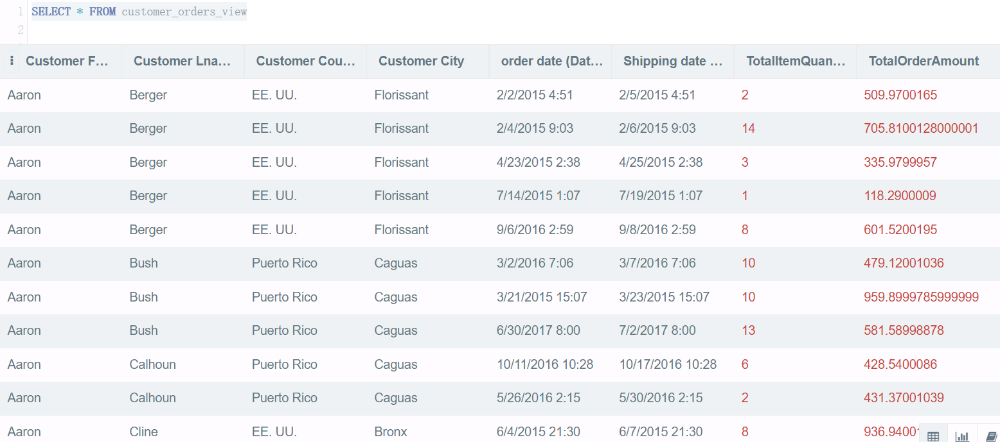 1 SELECT * FROM customer_orders_view
2
Customer F... Customer Lna... Customer Cou... Customer City order date (Dat... Shipping date ... TotalItemQuan... TotalOrderAmount
Aaron Berger EE. UU. Florissant 2/2/2015 4:51 2/5/2015 4:51 2 509.9700165
Aaron Berger EE. UU. Florissant 2/4/2015 9:03 2/6/2015 9:03 14 705.8100128000001
Aaron Berger EE. UU. Florissant 4/23/2015 2:38 4/25/2015 2:38 3 335.9799957
Aaron Berger EE. UU. Florissant 7/14/2015 1:07 7/19/2015 1:07 1 118.2900009
Aaron Berger EE. UU. Florissant 9/6/2016 2:59 9/8/2016 2:59 8 601.5200195
Aaron Bush Puerto Rico Caguas 3/2/2016 7:06 3/7/2016 7:06 10 479.12001036
Aaron Bush Puerto Rico Caguas 3/21/2015 15:07 3/23/2015 15:07 10 959.8999785999999
Aaron Bush Puerto Rico Caguas 6/30/2017 8:00 7/2/2017 8:00 13 581.58998878
Aaron Calhoun Puerto Rico Caguas 10/11/2016 10:28 10/17/2016 10:28 6 428.5400086
Aaron Calhoun Puerto Rico Caguas 5/26/2016 2:15 5/30/2016 2:15 2 431.37001039
Aaron Cline EE. UU. Bronx 6/4/2015 21:30 6/7/2015 21:30 8 936.9400